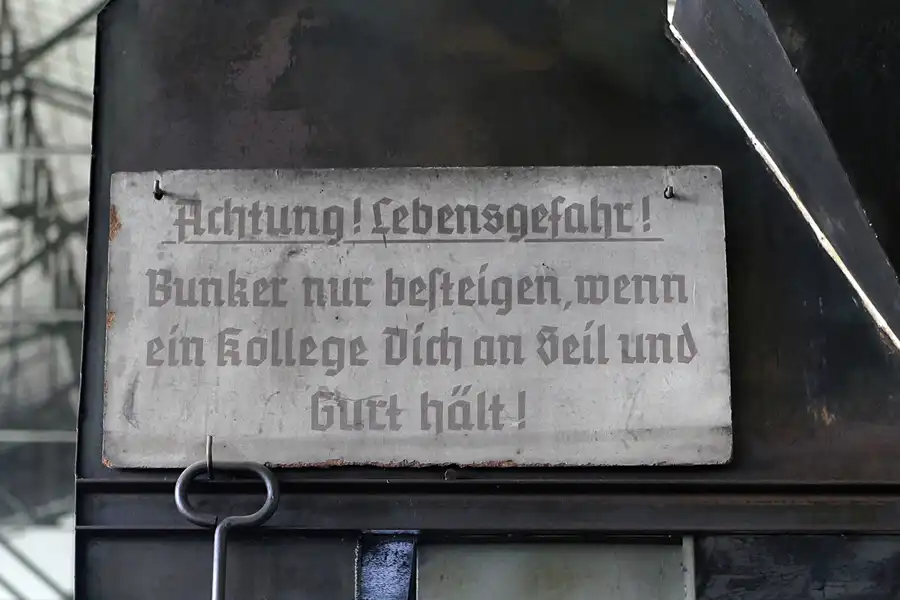 Achtung! Lebensgefahr!
Bunker nur besteigen, wenn
ein Kollege Dich an Seil und
Gurt hält!